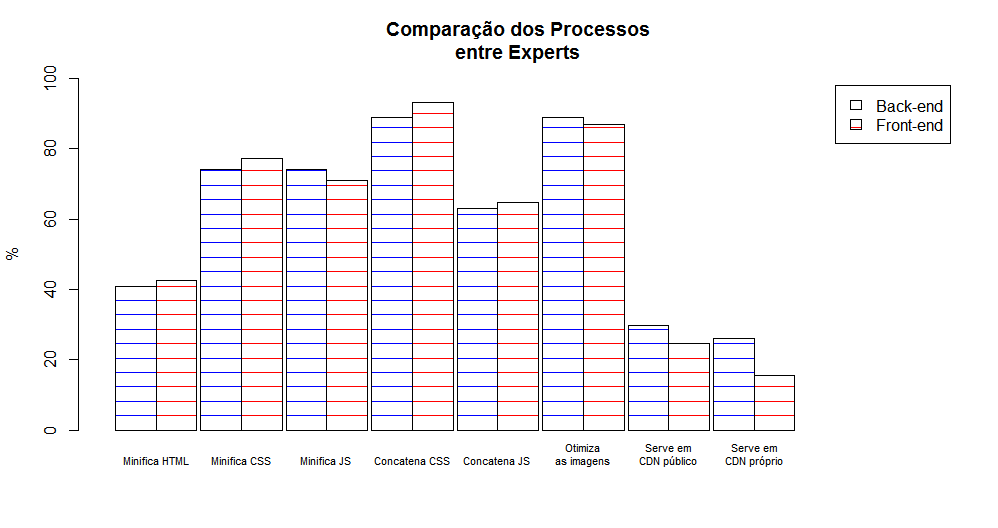 Comparação dos Processos
entre Experts
Back-end
Front-end
%
100
80
60
40
20
0
Minifica HTML
Minifica CSS
Minifica JS
Concatena CSS
Concatena JS
Otimiza
as imagens
Serve em
CDN público
Serve em
CDN próprio